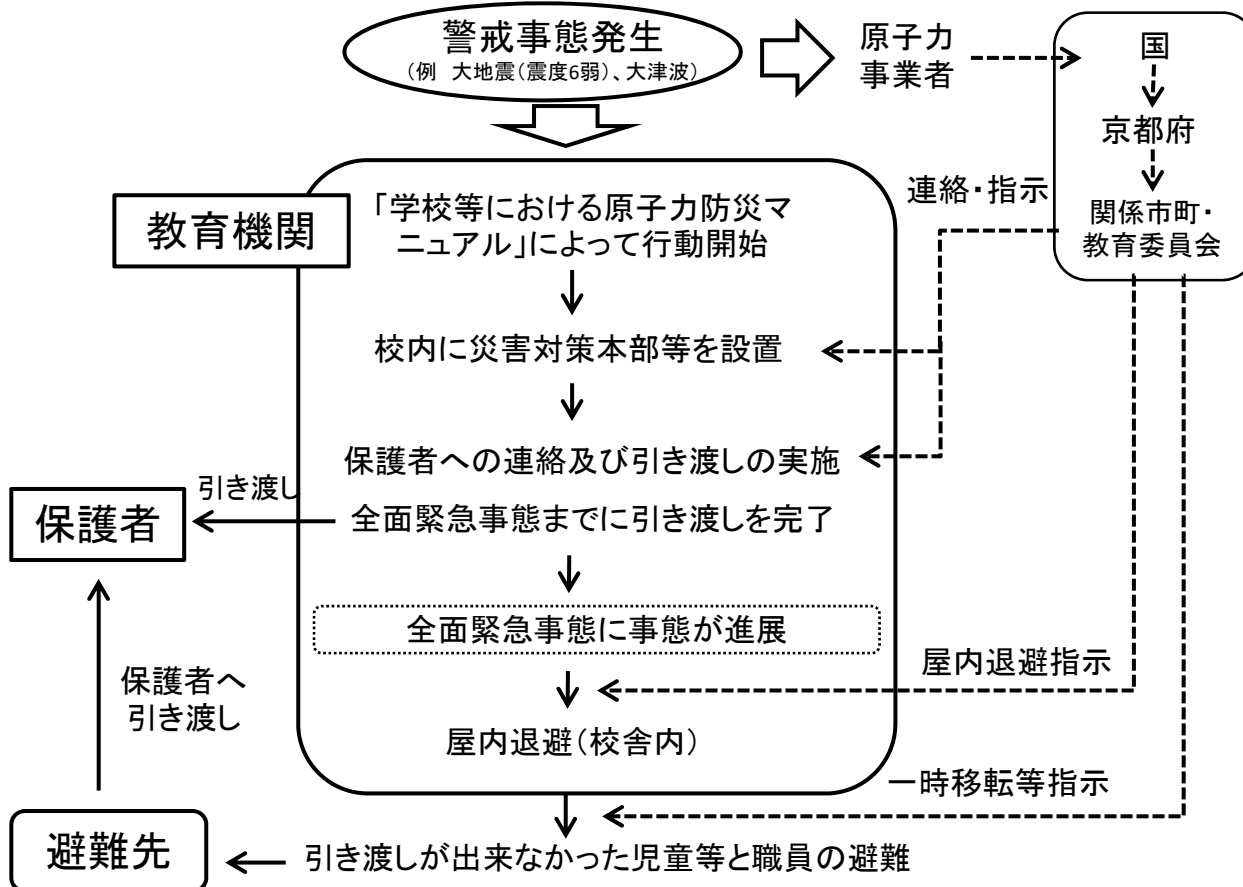 警戒事態発生
(例　大地震(震度6弱)、大津波)
原子力
事業者
国
京都府
関係市町・
教育委員会
連絡・指示
教育機関
「学校等における原子力防災マ
ニュアル」によって行動開始
校内に災害対策本部等を設置
保護者への連絡及び引き渡しの実施
引き渡し
保護者
全面緊急事態までに引き渡しを完了
全面緊急事態に事態が進展
屋内退避指示
保護者へ
引き渡し
屋内退避(校舎内)
一時移転等指示
避難先
引き渡しが出来なかった児童等と職員の避難